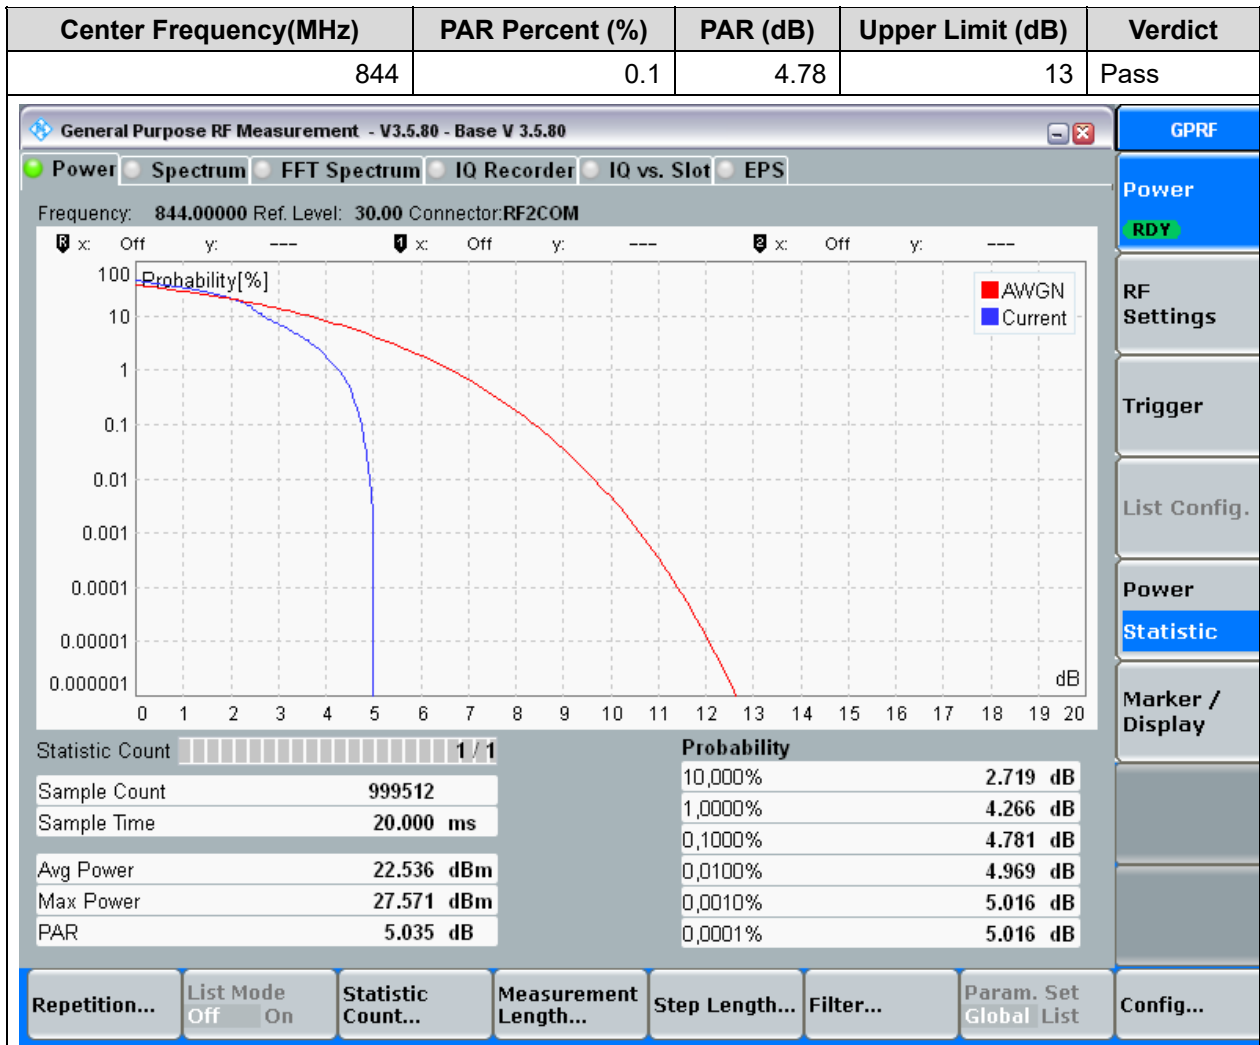 Center Frequency(MHz) PAR Percent (%) PAR (dB) Upper Limit (dB) Verdict
844 0.1 4.78 13 Pass
General Purpose RF Measurement - V3.5.80 - Base V 3.5.80
GPRF
Power Spectrum FFT Spectrum IQ Recorder IQ vs. Slot EPS
Frequency: 844.00000 Ref. Level: 30.00 Connector:RF2COM
R x: Off y: --- 1 x: Off y: --- 2 x: Off y: ---
Probability[%]
100
10
1
0.1
0.01
0.001
0.0001
0.00001
0.000001
AWGN
Current
dB
0 1 2 3 4 5 6 7 8 9 10 11 12 13 14 15 16 17 18 19 20
Statistic Count 1 / 1
Sample Count 999512
Sample Time 20.000 ms
Avg Power 22.536 dBm
Max Power 27.571 dBm
PAR 5.035 dB
Probability
10,000% 2.719 dB
1,0000% 4.266 dB
0,1000% 4.781 dB
0,0100% 4.969 dB
0,0010% 5.016 dB
0,0001% 5.016 dB
Power
RDY
RF
Settings
Trigger
List Config.
Power
Statistic
Marker /
Display
Repetition...
List Mode
Off On
Statistic
Count...
Measurement
Length...
Step Length...
Filter...
Param. Set
Global List
Config...